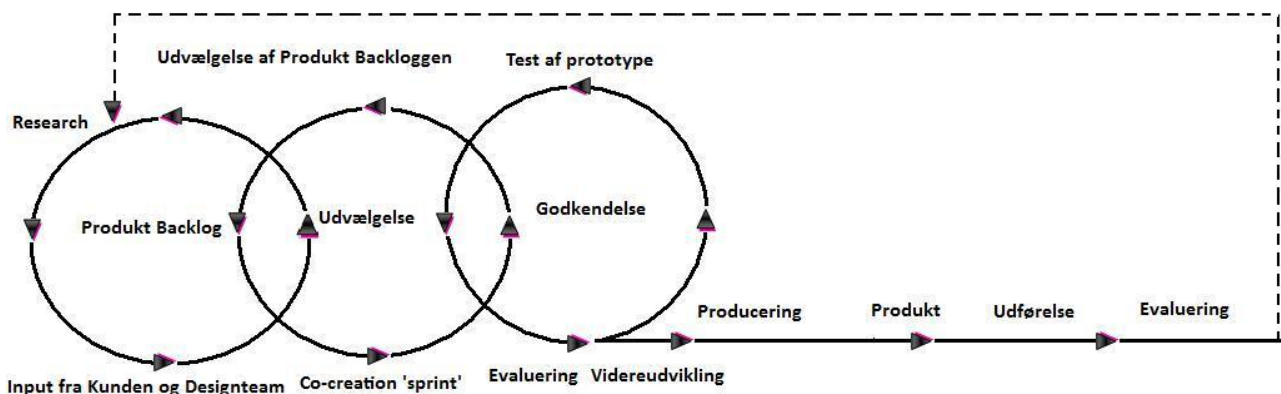 Udvælgelse af Produkt Backloggen
Test af prototype
Research
Produkt Backlog
Udvælgelse
Godkendelse
Producering
Produkt
Udførelse
Evaluering
Input fra Kunden og Designteam
Co-creation 'sprint'
Evaluering
Videreudvikling